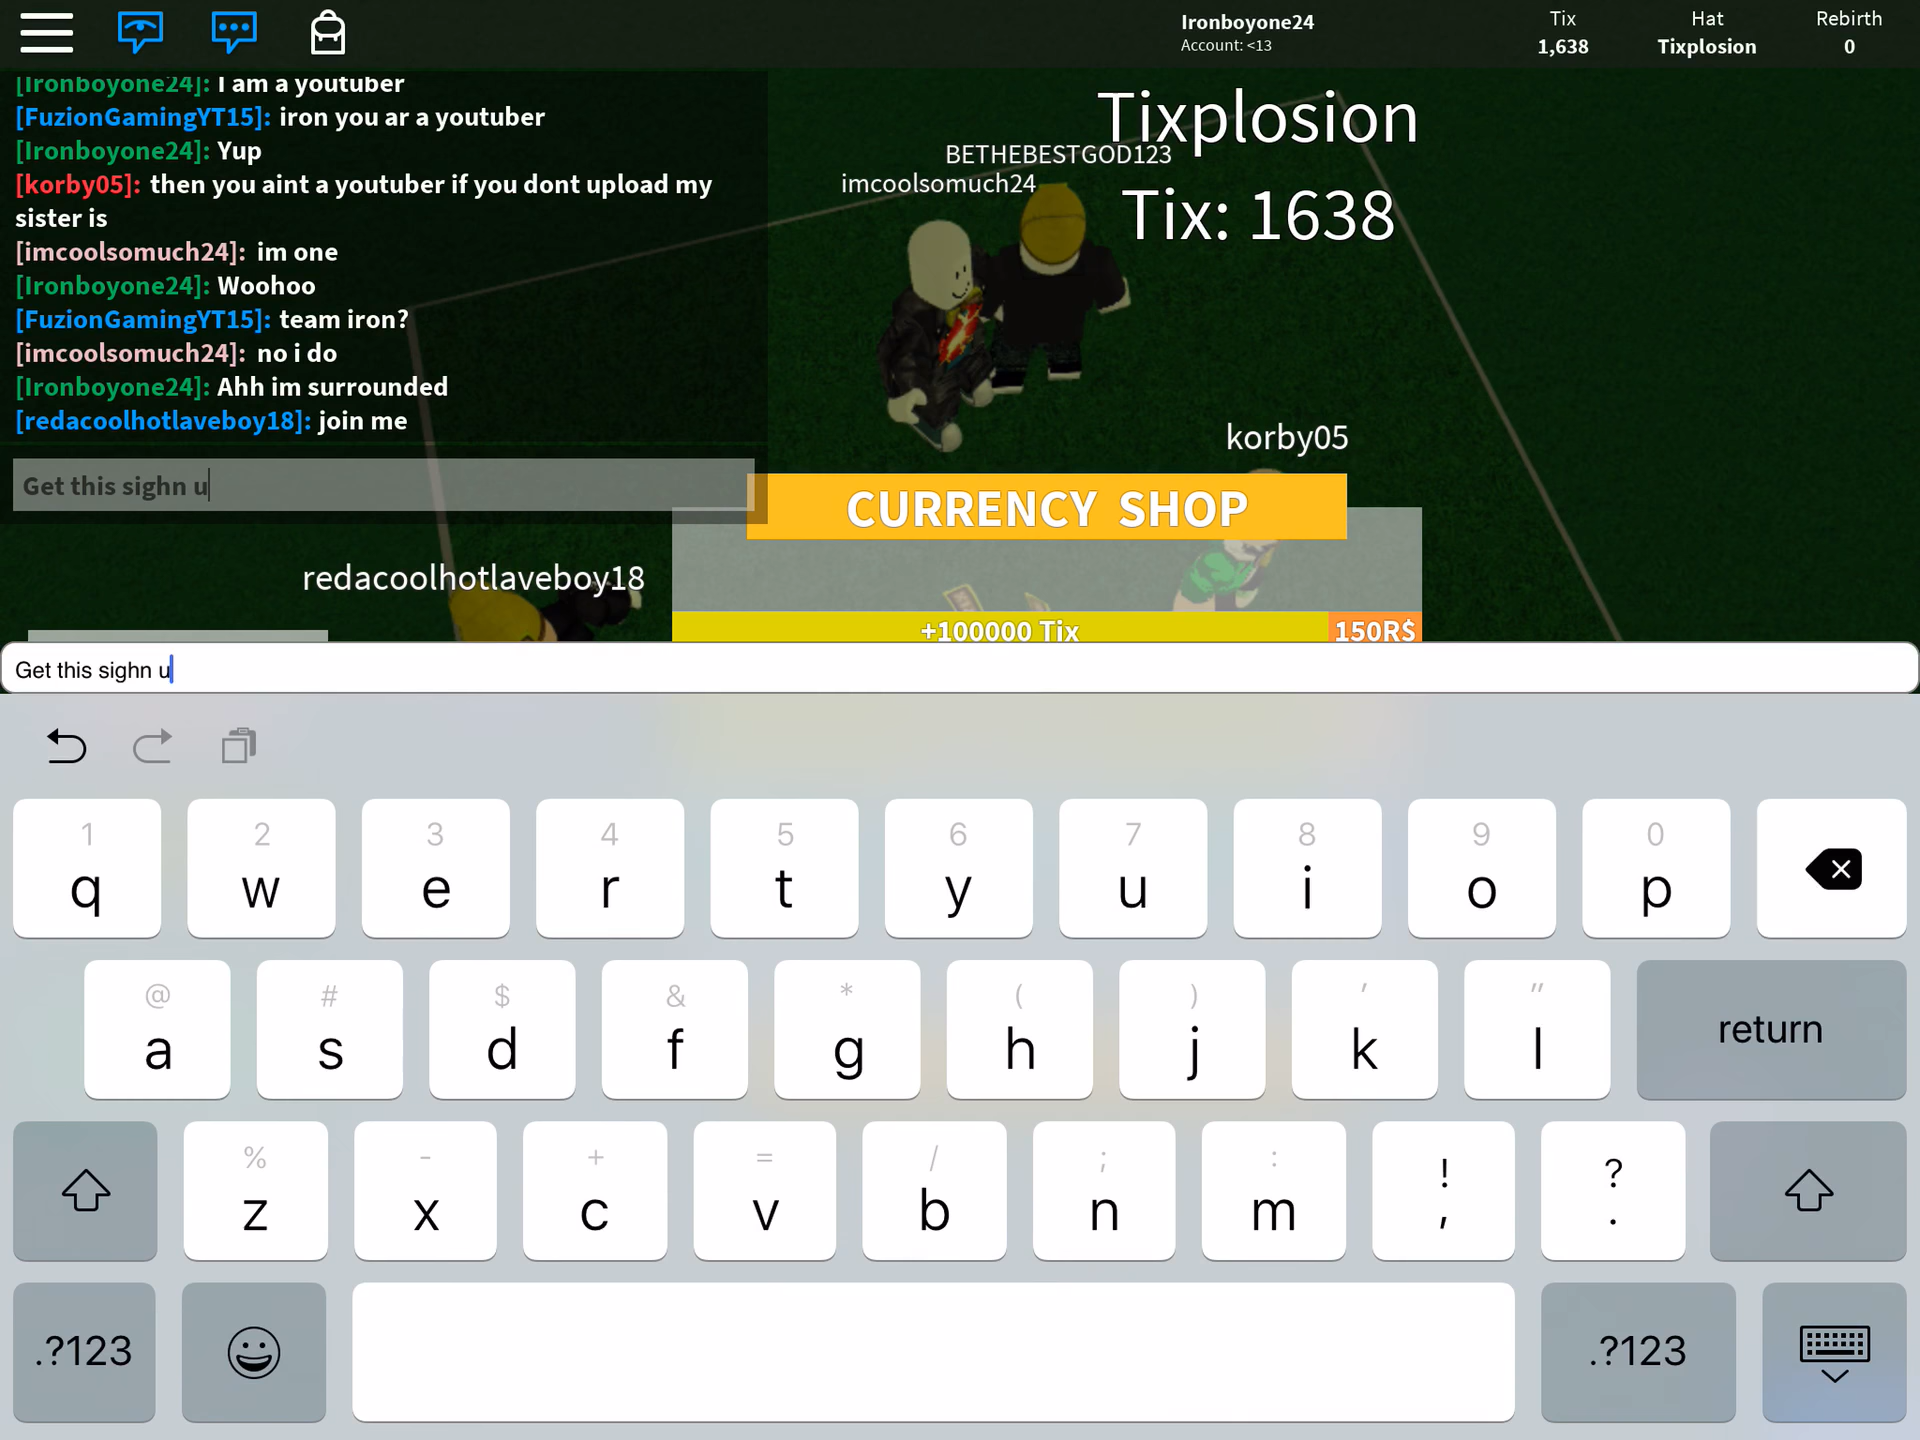 Ironboyone24
Account: <13
Tix
1,638
Hat
Tixplosion
Rebirth
0
[Ironboyone24]: I am a youtuber
[FuzionGamingYT15]: iron you ar a youtuber
[Ironboyone24]: Yup
[korby05]: then you aint a youtuber if you dont upload my
sister is
[imcoolsomuch24]: im one
[Ironboyone24]: Woohoo
[FuzionGamingYT15]: team iron?
[imcoolsomuch24]: no i do
[Ironboyone24]: Ahh im surrounded
[redacoolhotlaveboy18]: join me
Get this sighn u
Tixplosion
BETHEBESTGOD123
imcoolsomuch24
Tix: 1638
korby05
CURRENCY SHOP
redacoolhotlaveboy18
+100000 Tix 150R$
Get this sighn u
1 2 3 4 5 6 7 8 9 0
q w e r t y u i o p
@ # $ & * ( ) ' "
a s d f g h j k l return
% - + = / ; : ! ?
z x c v b n m , .
.?123 .?123